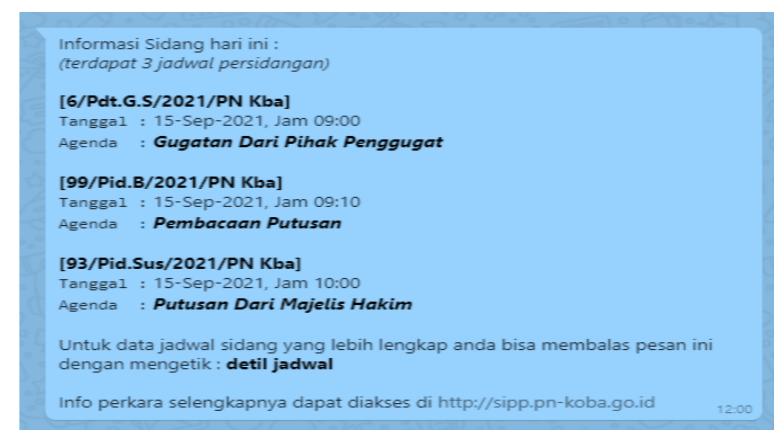 Informasi Sidang hari ini :
(terdapat 3 jadwal persidangan)
[6/Pdt.G.S/2021/PN Kba]
Tanggal : 15-Sep-2021, Jam 09:00
Agenda : Gugatan Dari Pihak Penggugat
[99/Pid.B/2021/PN Kba]
Tanggal : 15-Sep-2021, Jam 09:10
Agenda : Pembacaan Putusan
[93/Pid.Sus/2021/PN Kba]
Tanggal : 15-Sep-2021, Jam 10:00
Agenda : Putusan Dari Majelis Hakim
Untuk data jadwal sidang yang lebih lengkap anda bisa membalas pesan ini
dengan mengetik : detil jadwal
Info perkara selengkapnya dapat diakses di http://sipp.pn-koba.go.id
12:00